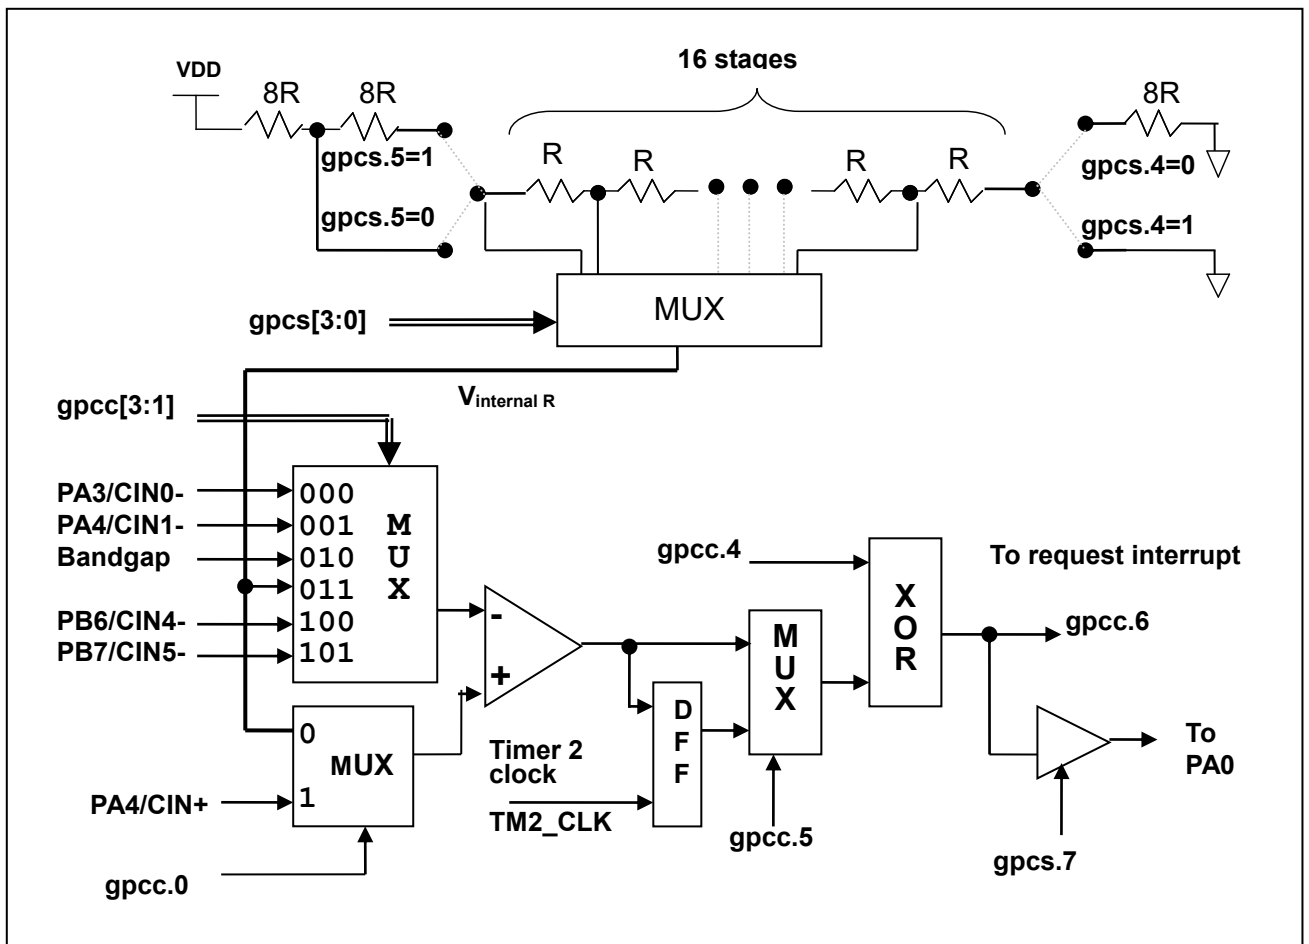 16 stages
VDD
8R
8R
8R
gpcs.5=1
R
R
R
R
gpcs.4=0
gpcs.5=0
gpcs.4=1
MUX
gpcs[3:0]
Vinternal R
gpcc[3:1]
PA3/CIN0-
000
PA4/CIN1-
001
Bandgap
010
011
PB6/CIN4-
100
PB7/CIN5-
101
M
U
X
-
+
gpcc.4
To request interrupt
X
O
R
gpcc.6
M
U
X
D
F
F
0
MUX
1
PA4/CIN+
gpcc.0
Timer 2
clock
TM2_CLK
gpcc.5
To
PA0
gpcs.7